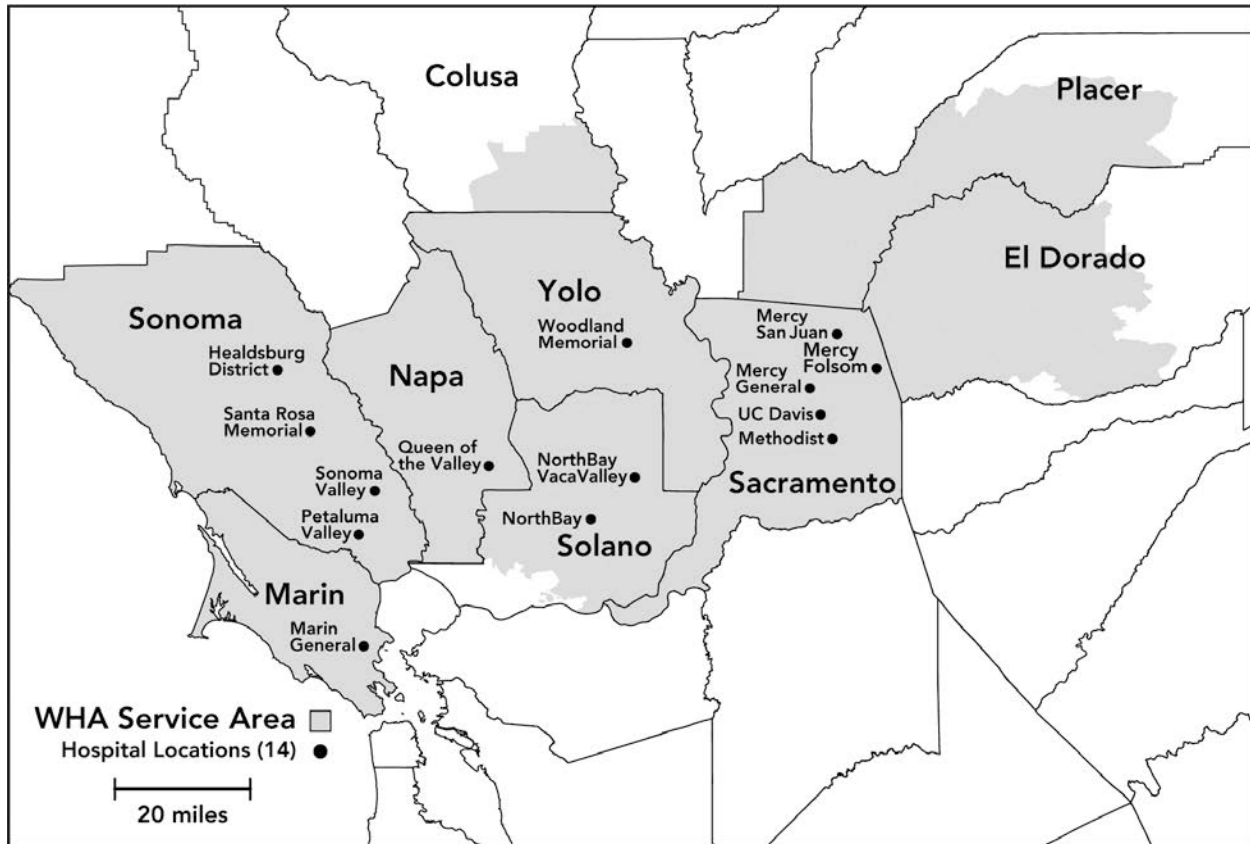 Colusa
Placer
El Dorado
Sonoma
Healdsburg
District
Santa Rosa
Memorial
Sonoma
Valley
Petaluma
Valley
Napa
Queen of
the Valley
Yolo
Woodland
Memorial
NorthBay
VacaValley
NorthBay
Solano
Mercy
San Juan
Mercy
Folsom
Mercy
General
UC Davis
Methodist
Sacramento
Marin
Marin
General
WHA Service Area
Hospital Locations (14)
20 miles